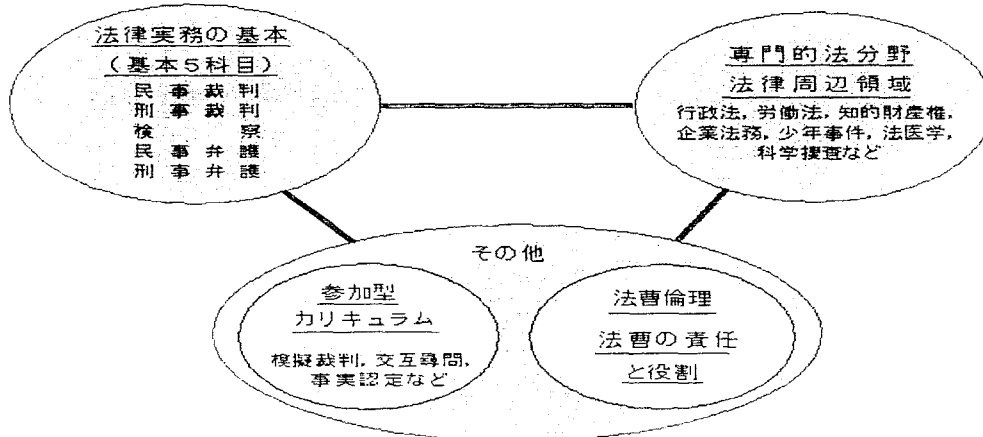 法律実務の基本
(基本5科目)
民事裁判
刑事裁判
検察
民事弁護
刑事弁護
専門的法分野
法律周辺領域
行政法,労働法,知的財産権,
企業法務,少年事件,法医学,
科学捜査など
その他
参加型
カリキュラム
模擬裁判,交互尋問,
事実認定など
法曹倫理
法曹の責任
と役割